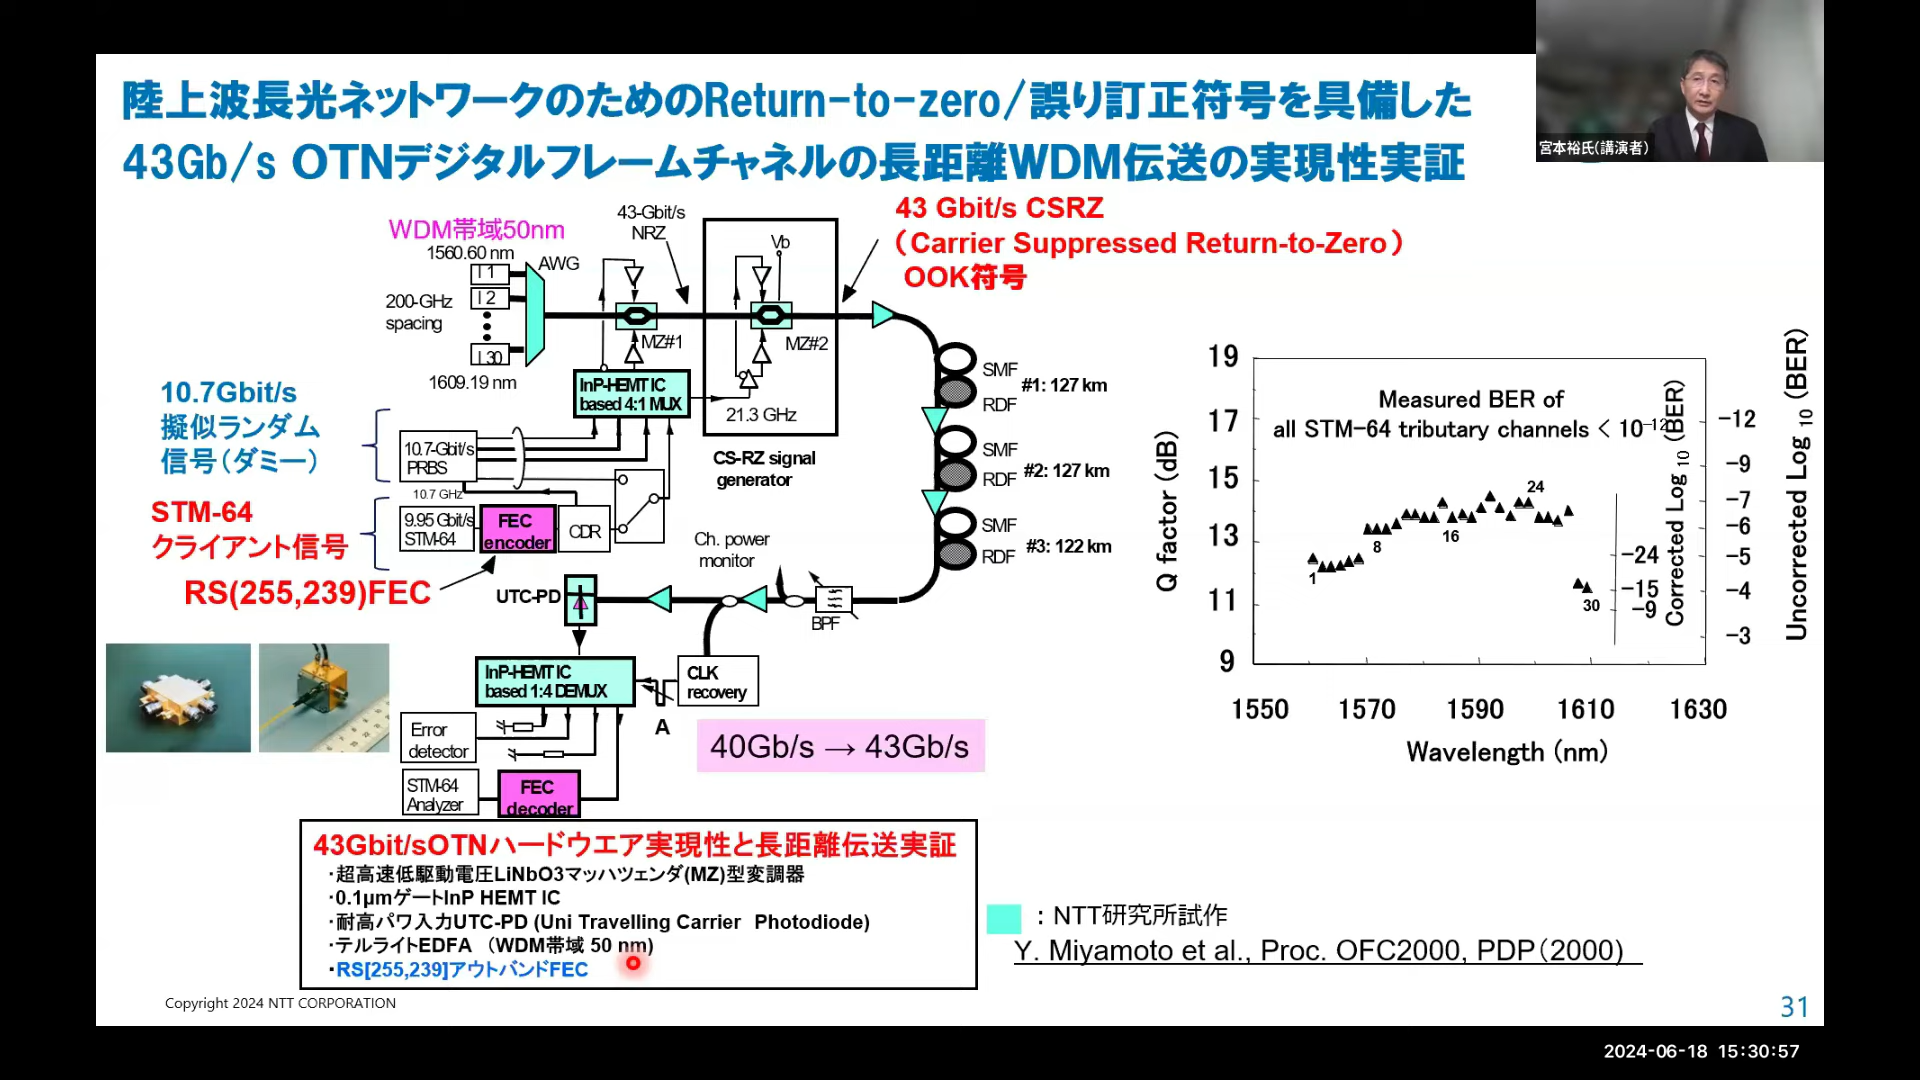 陸上波長光ネットワークのためのReturn-to-zero/誤り訂正符号を具備した
43Gb/s OTNデジタルフレームチャネルの長距離WDM伝送の実現性実証
宮本裕氏(講演者)
WDM帯域50nm
1560.60 nm
l 1
l 2
l 30
AWG
200-GHz
spacing
1609.19 nm
43-Gbit/s
NRZ
MZ#1
Vb
MZ#2
21.3 GHz
CS-RZ signal
generator
43 Gbit/s CSRZ
（Carrier Suppressed Return-to-Zero）
OOK符号
InP-HEMT IC
based 4:1 MUX
10.7Gbit/s
擬似ランダム
信号（ダミー）
10.7-Gbit/s
PRBS
10.7 GHz
STM-64
クライアント信号
9.95 Gbit/s
STM-64
FEC
encoder
CDR
RS(255,239)FEC
SMF
RDF
#1: 127 km
SMF
RDF
#2: 127 km
SMF
RDF
#3: 122 km
Ch. power
monitor
BPF
UTC-PD
InP-HEMT IC
based 1:4 DEMUX
CLK
recovery
A
Error
detector
STM-64
Analyzer
FEC
decoder
40Gb/s → 43Gb/s
Measured BER of
all STM-64 tributary channels < 10−12
Q factor (dB)
19
17
15
13
11
9
1
8
16
24
30
1550
1570
1590
1610
1630
Wavelength (nm)
−24
−15
−9
Corrected Log 10 (BER)
−12
−9
−7
−6
−5
−4
−3
Uncorrected Log 10 (BER)
43Gbit/sOTNハードウエア実現性と長距離伝送実証
・超高速低駆動電圧LiNbO3マッハツェンダ(MZ)型変調器
・0.1μmゲートInP HEMT IC
・耐高パワ入力UTC-PD (Uni Travelling Carrier Photodiode)
・テルライトEDFA （WDM帯域 50 nm)
・RS[255,239]アウトバンドFEC
：NTT研究所試作
Y. Miyamoto et al., Proc. OFC2000, PDP（2000）
Copyright 2024 NTT CORPORATION
31
2024-06-18 15:30:57